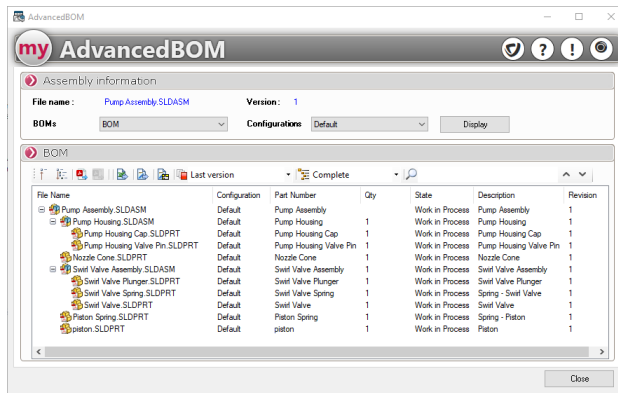 AdvancedBOM
my AdvancedBOM
Assembly information
File name : Pump Assembly.SLDASM Version : 1
BOMs BOM Configurations Default Display
BOM
Last version Complete
File Name Configuration Part Number Qty State Description Revision
Pump Assembly.SLDASM Default Pump Assembly Work in Process Pump Assembly 1
Pump Housing.SLDASM Default Pump Housing 1 Work in Process Pump Housing 1
Pump Housing Cap.SLDPRT Default Pump Housing Cap 1 Work in Process Pump Housing Cap 1
Pump Housing Valve Pin.SLDPRT Default Pump Housing Valve Pin 1 Work in Process Pump Housing Valve Pin 1
Nozzle Cone.SLDPRT Default Nozzle Cone 1 Work in Process Nozzle Cone 1
Swirl Valve Assembly.SLDASM Default Swirl Valve Assembly 1 Work in Process Swirl Valve Assembly 1
Swirl Valve Plunger.SLDPRT Default Swirl Valve Plunger 1 Work in Process Swirl Valve Plunger 1
Swirl Valve Spring.SLDPRT Default Swirl Valve Spring 1 Work in Process Spring - Swirl Valve 1
Swirl Valve.SLDPRT Default Swirl Valve 1 Work in Process Swirl Valve 1
Piston Spring.SLDPRT Default Piston Spring 1 Work in Process Spring - Piston 1
piston.SLDPRT Default piston 1 Work in Process Piston 1
Close